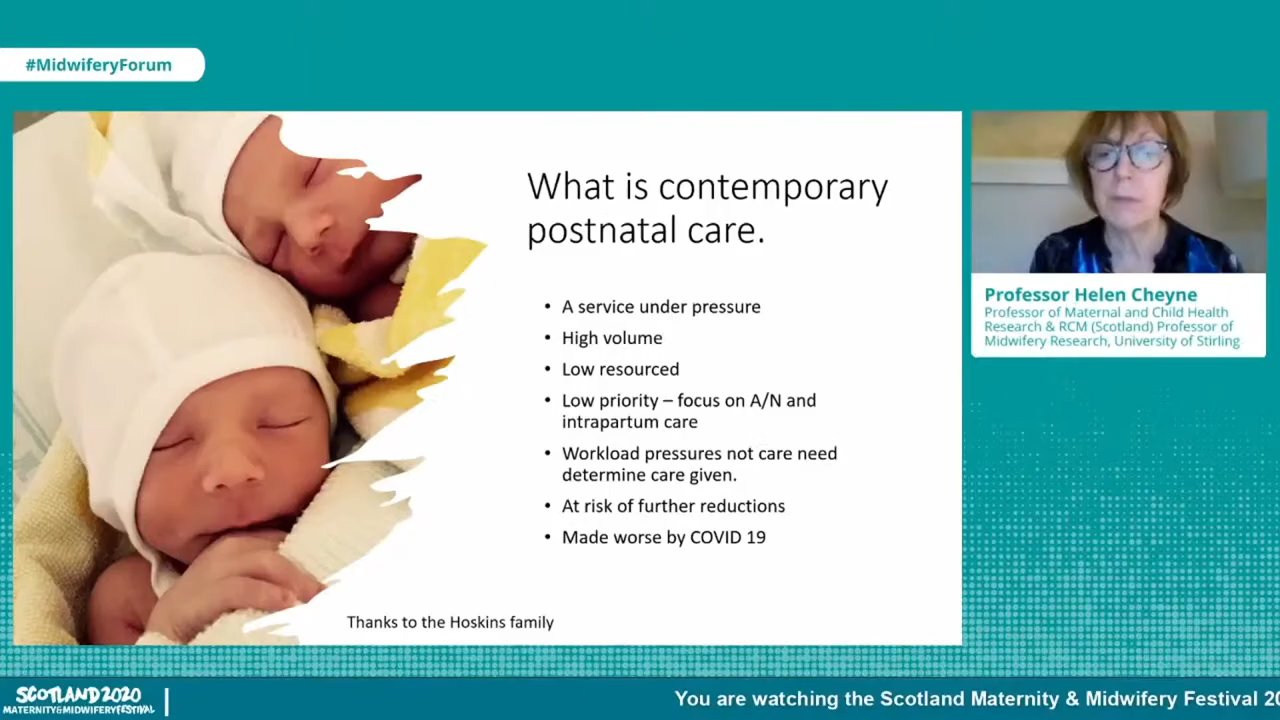 #MidwiferyForum
What is contemporary
postnatal care.
• A service under pressure
• High volume
• Low resourced
• Low priority – focus on A/N and
intrapartum care
• Workload pressures not care need
determine care given.
• At risk of further reductions
• Made worse by COVID 19
Thanks to the Hoskins family
Professor Helen Cheyne
Professor of Maternal and Child Health
Research & RCM (Scotland) Professor of
Midwifery Research, University of Stirling
SCOTLAND 2020
MATERNITY&MIDWIFERYFESTIVAL
You are watching the Scotland Maternity & Midwifery Festival 20